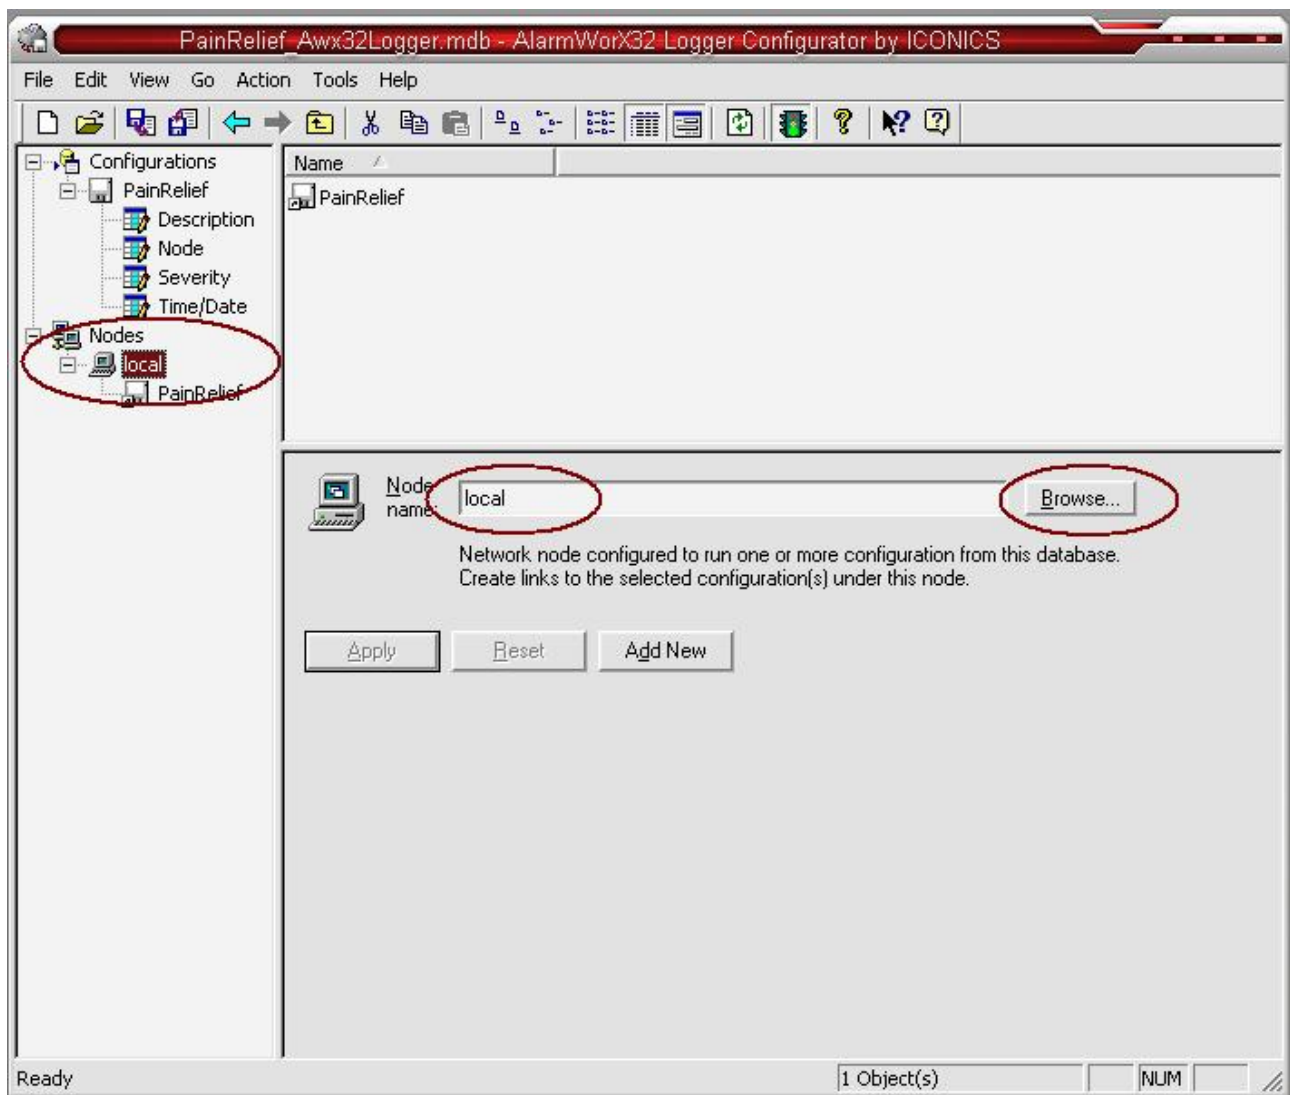 PainRelief_Awx32Logger.mdb - AlarmWorX32 Logger Configurator by ICONICS
File Edit View Go Action Tools Help
Configurations
PainRelief
Description
Node
Severity
Time/Date
Nodes
local
PainRelief
Name
PainRelief
Node
name:
local
Browse...
Network node configured to run one or more configuration from this database.
Create links to the selected configuration(s) under this node.
Apply Reset Add New
Ready 1 Object(s) NUM